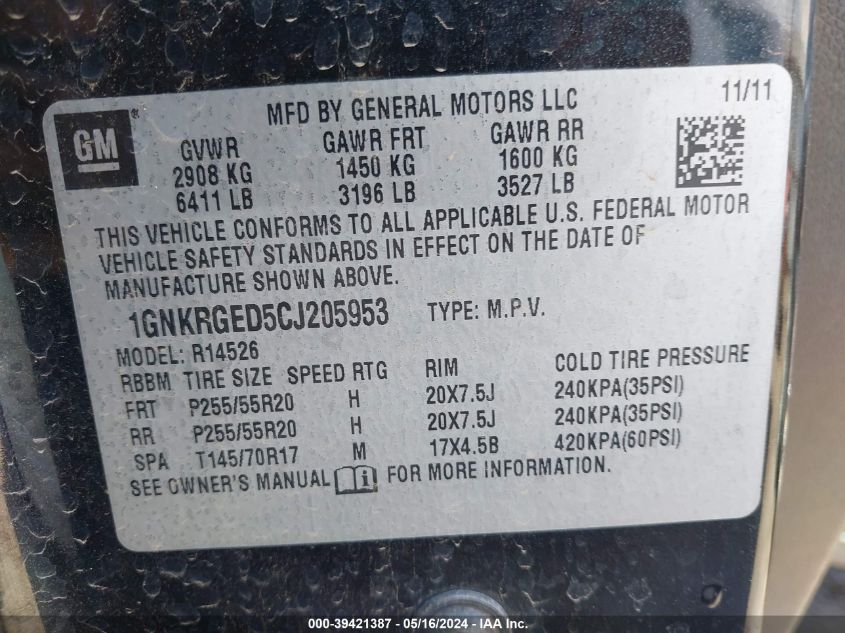 MFD BY GENERAL MOTORS LLC 11/11
GM
GVWR GAWR FRT GAWR RR
2908 KG 1450 KG 1600 KG
6411 LB 3196 LB 3527 LB
THIS VEHICLE CONFORMS TO ALL APPLICABLE U.S. FEDERAL MOTOR
VEHICLE SAFETY STANDARDS IN EFFECT ON THE DATE OF
MANUFACTURE SHOWN ABOVE.
1GNKRGED5CJ205953 TYPE: M.P.V.
MODEL: R14526
RBBM TIRE SIZE SPEED RTG RIM COLD TIRE PRESSURE
FRT P255/55R20 H 20X7.5J 240KPA(35PSI)
RR P255/55R20 H 20X7.5J 240KPA(35PSI)
SPA T145/70R17 M 17X4.5B 420KPA(60PSI)
SEE OWNER'S MANUAL i FOR MORE INFORMATION.
000-39421387 - 05/16/2024 - IAAI Inc.